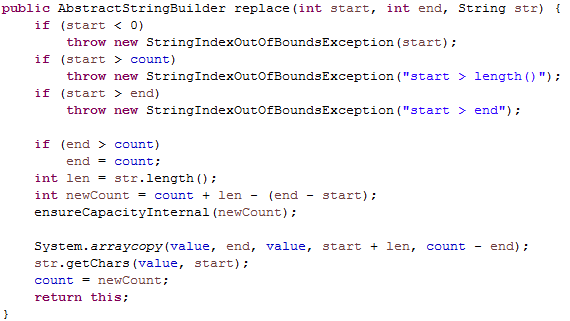 public AbstractStringBuilder replace(int start, int end, String str) {
    if (start < 0)
        throw new StringIndexOutOfBoundsException(start);
    if (start > count)
        throw new StringIndexOutOfBoundsException("start > length()");
    if (start > end)
        throw new StringIndexOutOfBoundsException("start > end");

    if (end > count)
        end = count;
    int len = str.length();
    int newCount = count + len - (end - start);
    ensureCapacityInternal(newCount);

    System.arraycopy(value, end, value, start + len, count - end);
    str.getChars(value, start);
    count = newCount;
    return this;
}